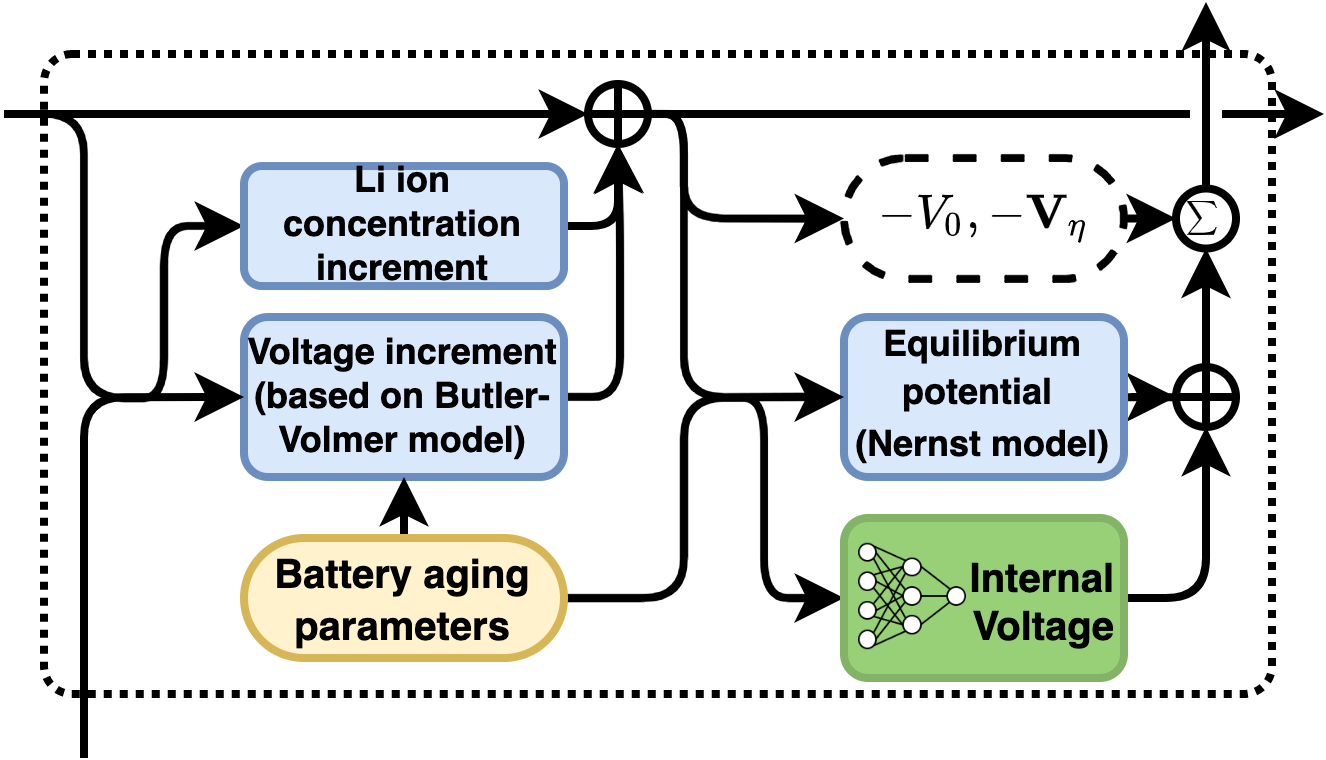 Li ion
concentration
increment
Voltage increment
(based on Butler-
Volmer model)
Battery aging
parameters
−V₀, −𝐕_η
∑
Equilibrium
potential
(Nernst model)
Internal
Voltage